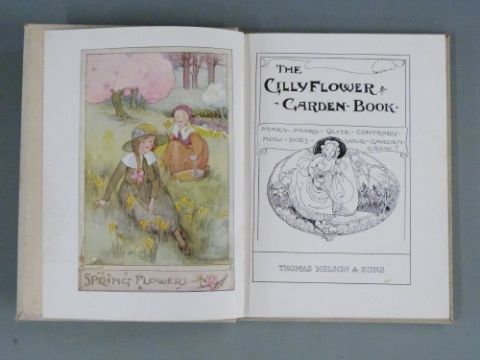 SPRING FLOWERS
THE
GILLYFLOWER
GARDEN·BOOK
MARY·MARY·QUITE·CONTRARY·
HOW·DOES·YOUR·GARDEN·
GROW?
THOMAS NELSON & SONS